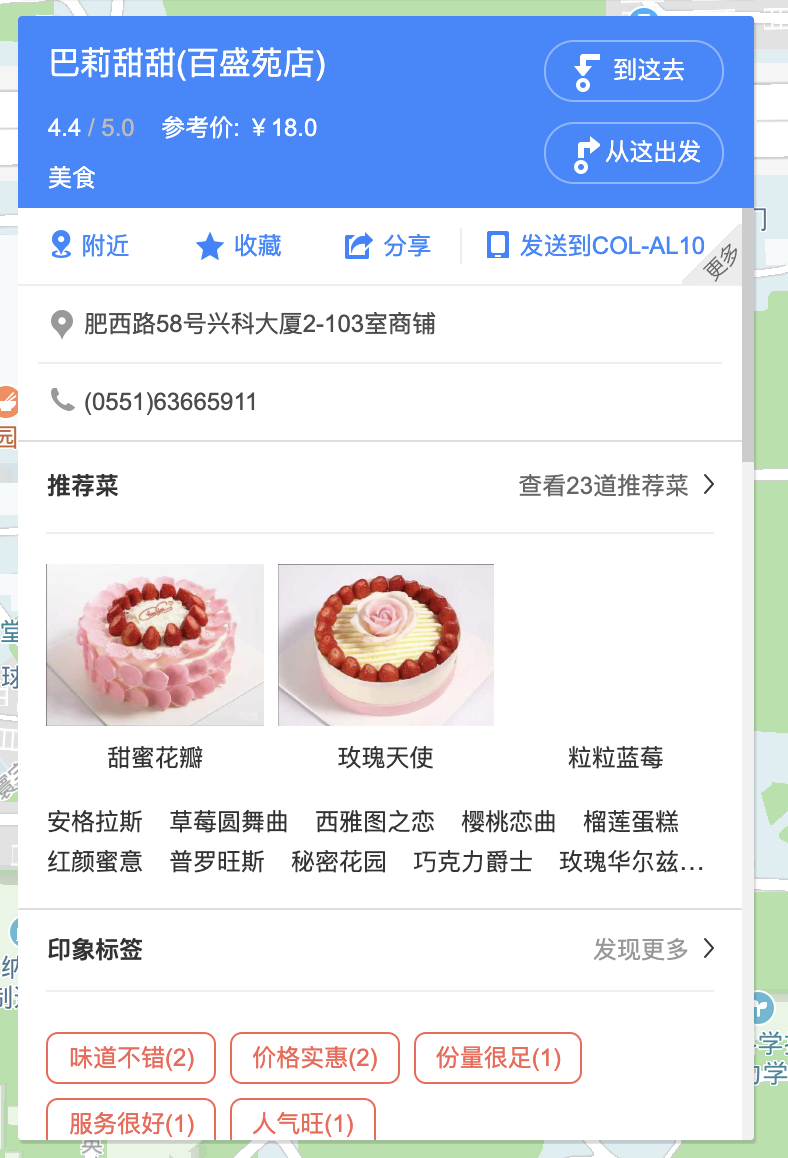 巴莉甜甜(百盛苑店)
到这去
4.4 / 5.0 参考价: ￥18.0
从这出发
美食
附近 收藏 分享 发送到COL-AL10 更多
肥西路58号兴科大厦2-103室商铺
(0551)63665911
推荐菜 查看23道推荐菜
甜蜜花瓣 玫瑰天使 粒粒蓝莓
安格拉斯 草莓圆舞曲 西雅图之恋 樱桃恋曲 榴莲蛋糕
红颜蜜意 普罗旺斯 秘密花园 巧克力爵士 玫瑰华尔兹…
印象标签 发现更多
味道不错(2) 价格实惠(2) 份量很足(1)
服务很好(1) 人气旺(1)
园
堂
球
纳
学